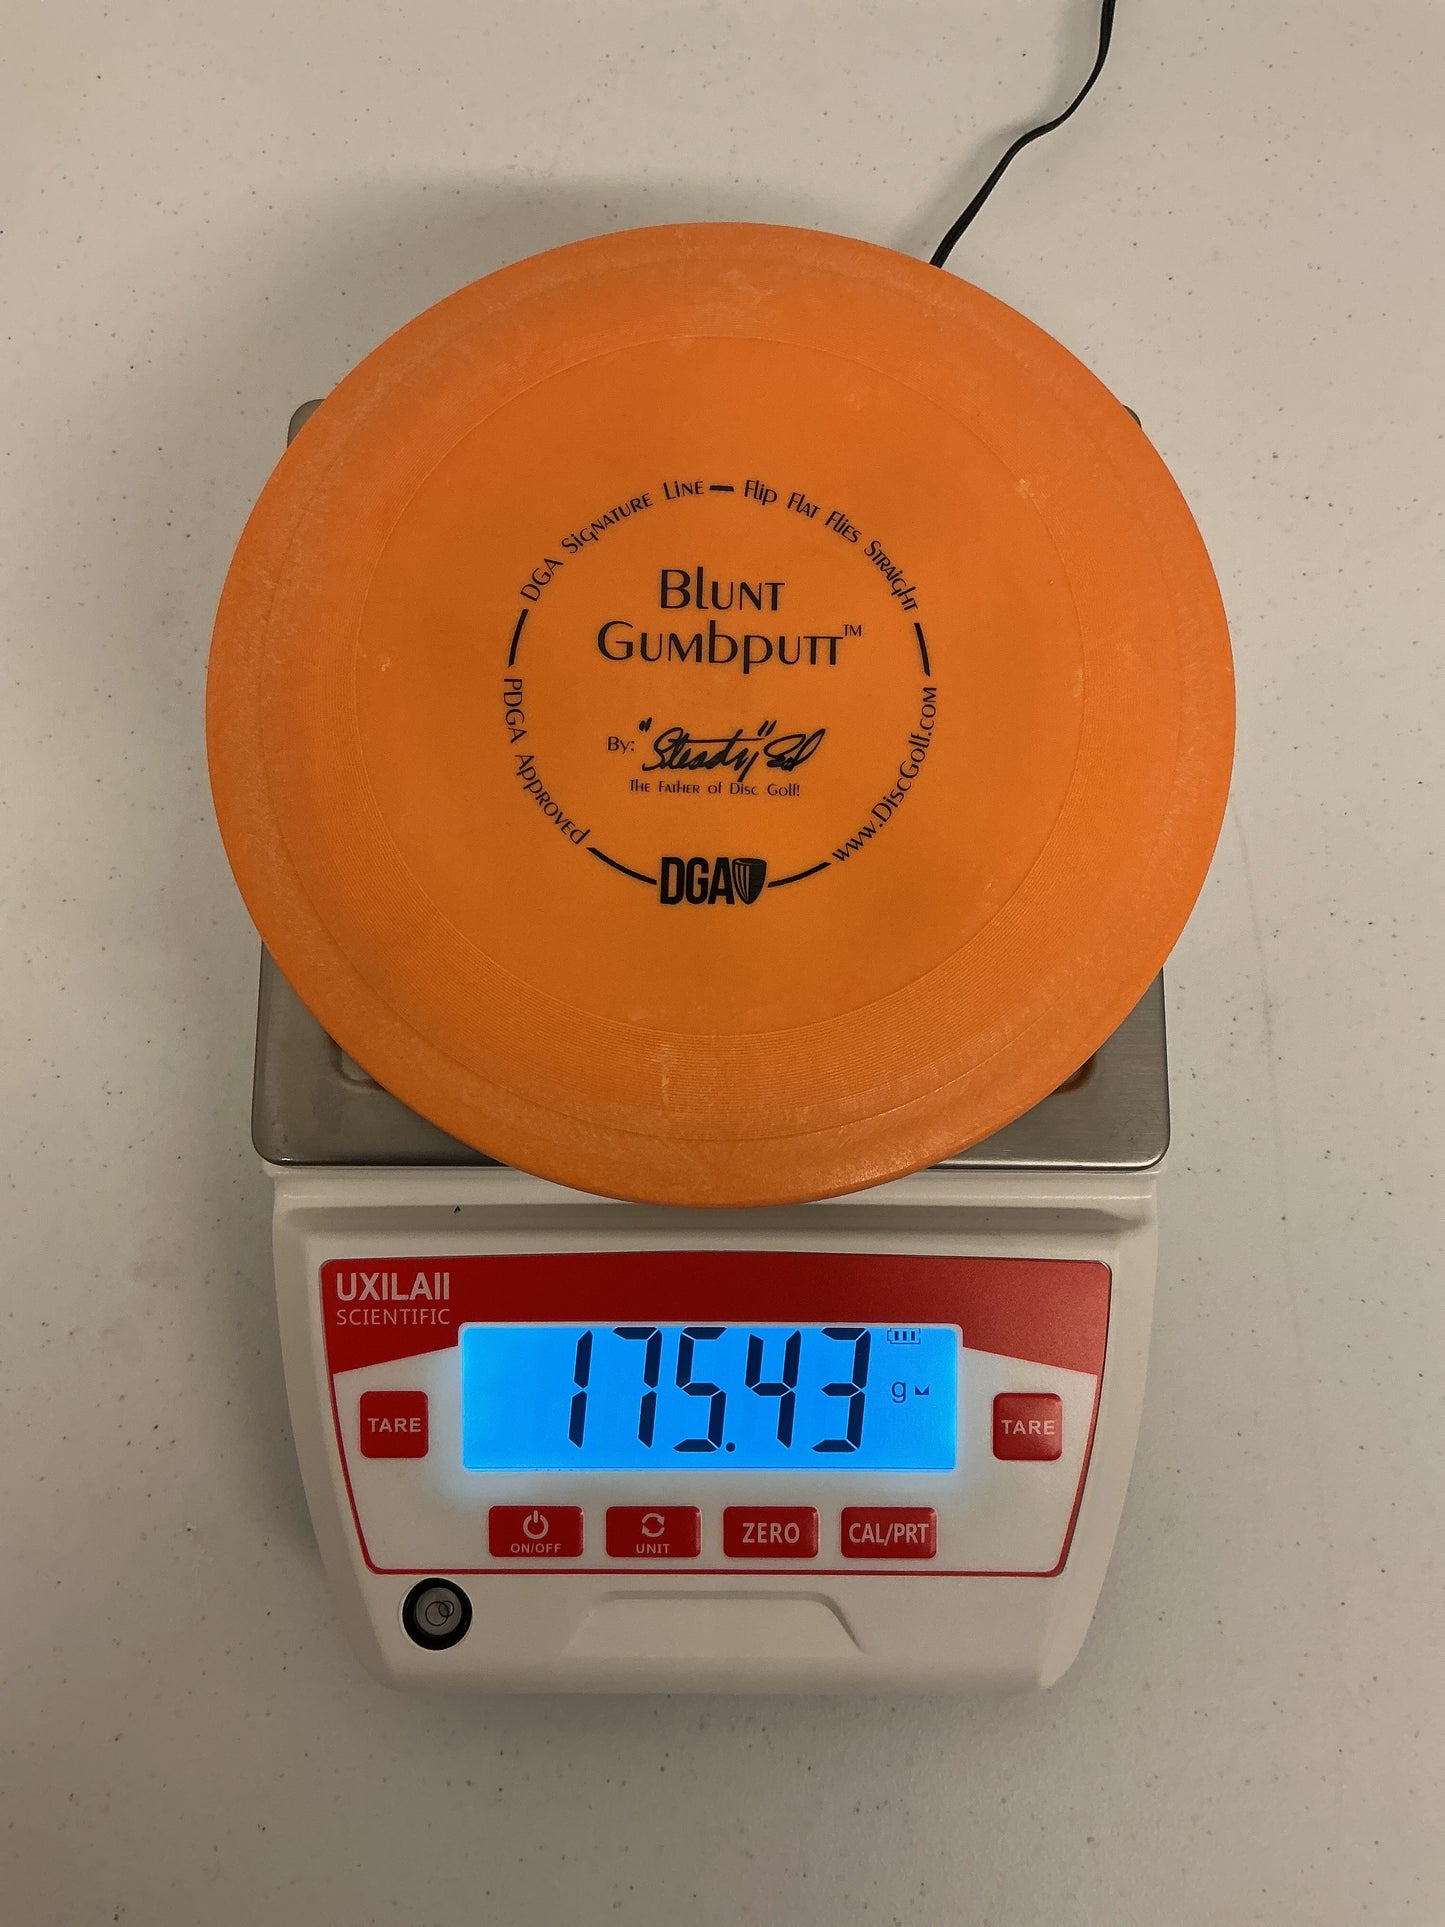 DGA Signature Line — Flip Flat Flies Straight
Blunt
Gumbputt™
By: "Steady" Ed
The Father of Disc Golf!
PDGA Approved
www.DiscGolf.com
DGA
UXILAII
SCIENTIFIC
175.43 g
TARE
TARE
ON/OFF
UNIT
ZERO
CAL/PRT